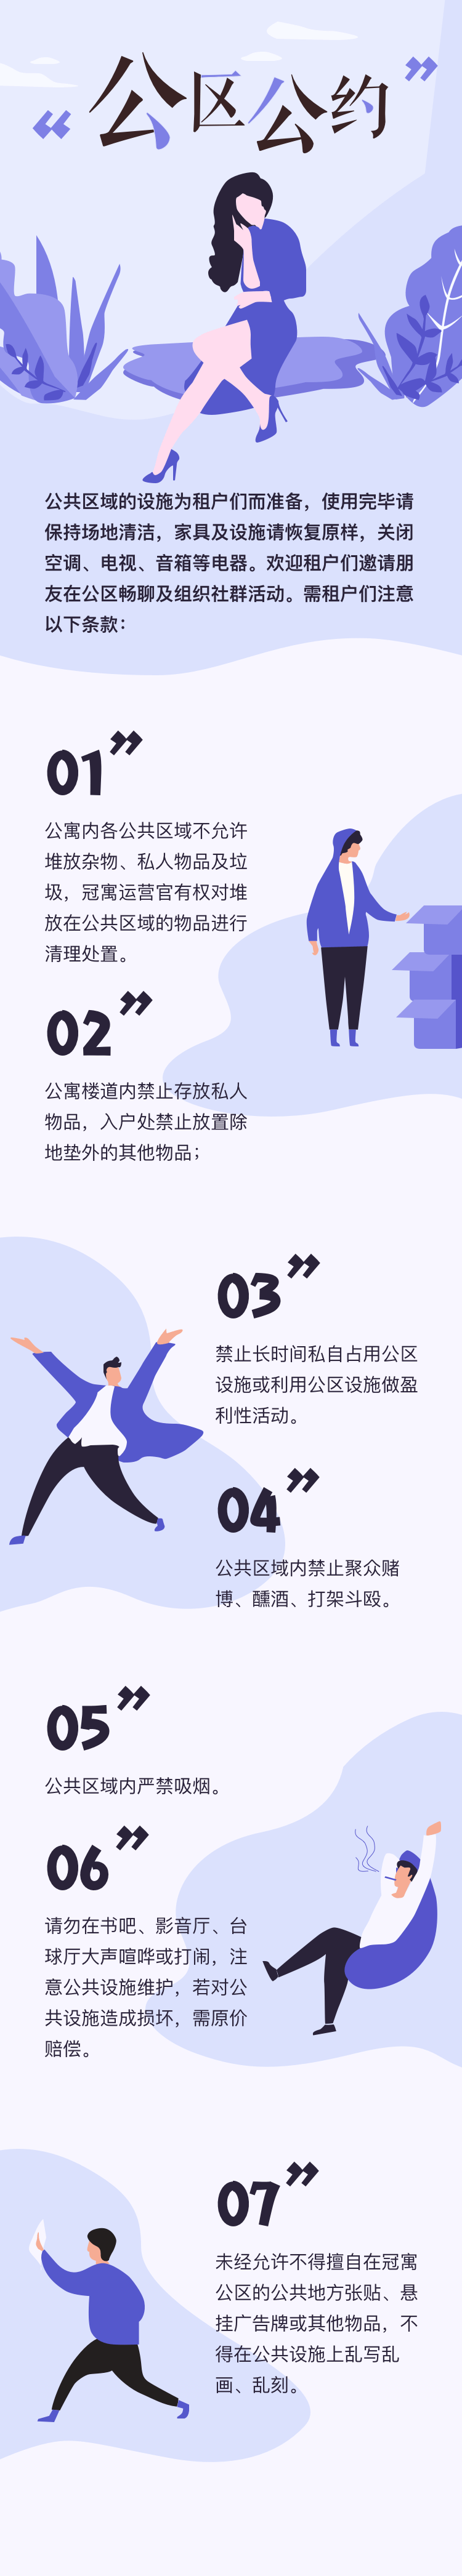 “公区公约”
公共区域的设施为租户们而准备，使用完毕请
保持场地清洁，家具及设施请恢复原样，关闭
空调、电视、音箱等电器。欢迎租户们邀请朋
友在公区畅聊及组织社群活动。需租户们注意
以下条款：
01”
公寓内各公共区域不允许
堆放杂物、私人物品及垃
圾，冠寓运营官有权对堆
放在公共区域的物品进行
清理处置。
02”
公寓楼道内禁止存放私人
物品，入户处禁止放置除
地垫外的其他物品；
03”
禁止长时间私自占用公区
设施或利用公区设施做盈
利性活动。
04”
公共区域内禁止聚众赌
博、醺酒、打架斗殴。
05”
公共区域内严禁吸烟。
06”
请勿在书吧、影音厅、台
球厅大声喧哗或打闹，注
意公共设施维护，若对公
共设施造成损坏，需原价
赔偿。
07”
未经允许不得擅自在冠寓
公区的公共地方张贴、悬
挂广告牌或其他物品，不
得在公共设施上乱写乱
画、乱刻。